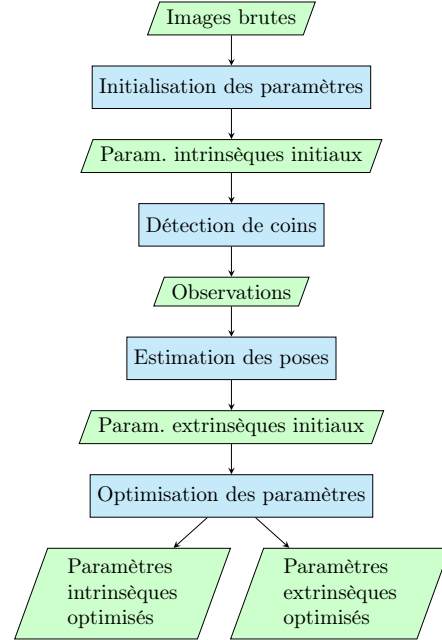 Images brutes
Initialisation des paramètres
Param. intrinsèques initiaux
Détection de coins
Observations
Estimation des poses
Param. extrinsèques initiaux
Optimisation des paramètres
Paramètres
intrinsèques
optimisés
Paramètres
extrinsèques
optimisés